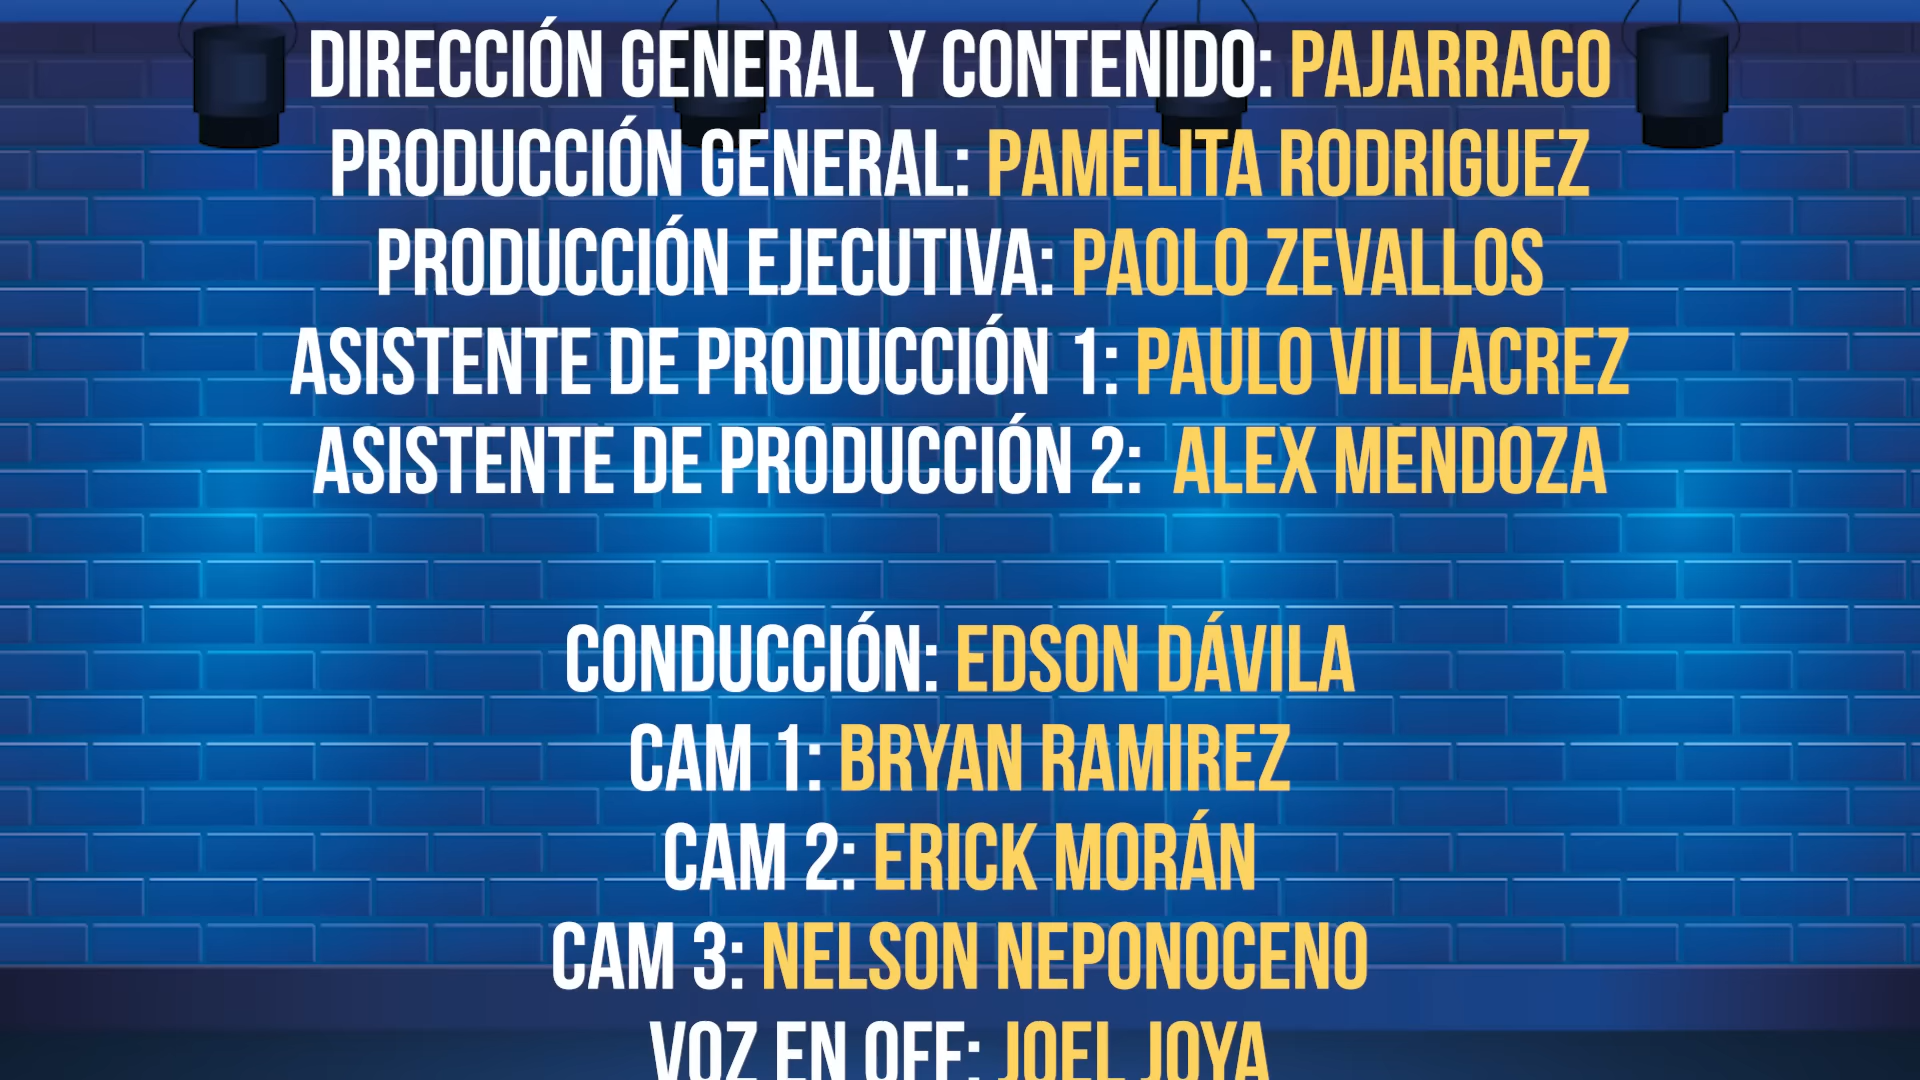 DIRECCIÓN GENERAL Y CONTENIDO: PAJARRACO
PRODUCCIÓN GENERAL: PAMELITA RODRIGUEZ
PRODUCCIÓN EJECUTIVA: PAOLO ZEVALLOS
ASISTENTE DE PRODUCCIÓN 1: PAULO VILLACREZ
ASISTENTE DE PRODUCCIÓN 2: ALEX MENDOZA
CONDUCCIÓN: EDSON DÁVILA
CAM 1: BRYAN RAMIREZ
CAM 2: ERICK MORÁN
CAM 3: NELSON NEPONOCENO
VOZ EN OFF: JOEL JOYA